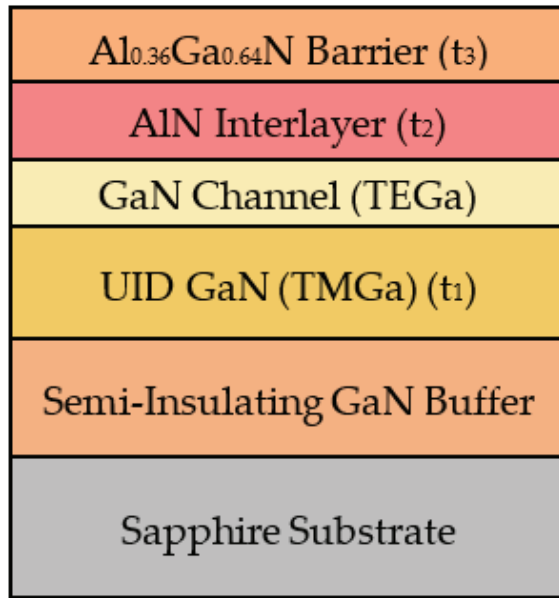 Al₀.₃₆Ga₀.₆₄N Barrier (t₃)
AlN Interlayer (t₂)
GaN Channel (TEGa)
UID GaN (TMGa) (t₁)
Semi-Insulating GaN Buffer
Sapphire Substrate